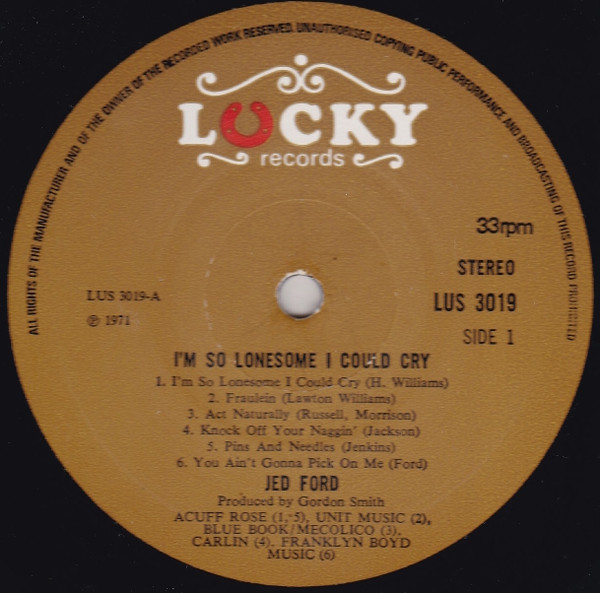 ALL RIGHTS OF THE MANUFACTURER AND OF THE OWNER OF THE RECORDED WORK RESERVED. UNAUTHORISED COPYING PUBLIC PERFORMANCE AND BROADCASTING OF THIS RECORD PROHIBITED
LUCKY
records
33rpm
STEREO
LUS 3019-A
LUS 3019
℗ 1971
SIDE 1
I'M SO LONESOME I COULD CRY
1. I'm So Lonesome I Could Cry (H. Williams)
2. Fraulein (Lawton Williams)
3. Act Naturally (Russell, Morrison)
4. Knock Off Your Naggin' (Jackson)
5. Pins And Needles (Jenkins)
6. You Ain't Gonna Pick On Me (Ford)
JED FORD
Produced by Gordon Smith
ACUFF ROSE (1, 5), UNIT MUSIC (2),
BLUE BOOK/MECOLICO (3),
CARLIN (4). FRANKLYN BOYD
MUSIC (6)